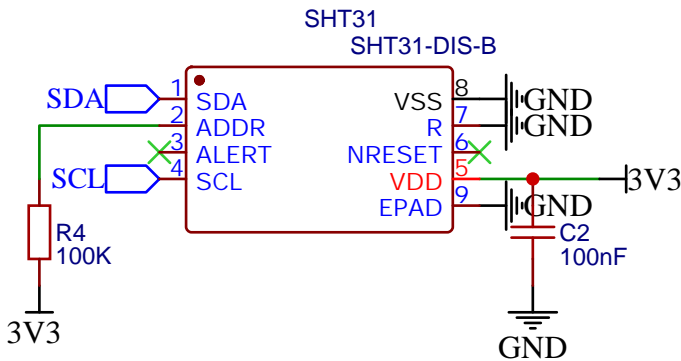 SHT31
SHT31-DIS-B
SDA 1 SDA VSS 8 GND
2 ADDR R 7 GND
3 ALERT NRESET 6
SCL 4 SCL VDD 5 3V3
EPAD 9 GND
R4
100K
C2
100nF
3V3
GND